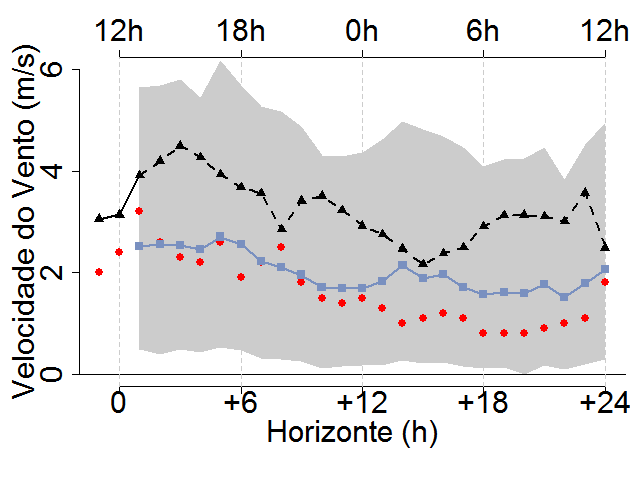 12h 18h 0h 6h 12h
Velocidade do Vento (m/s)
6
4
2
0
0 +6 +12 +18 +24
Horizonte (h)